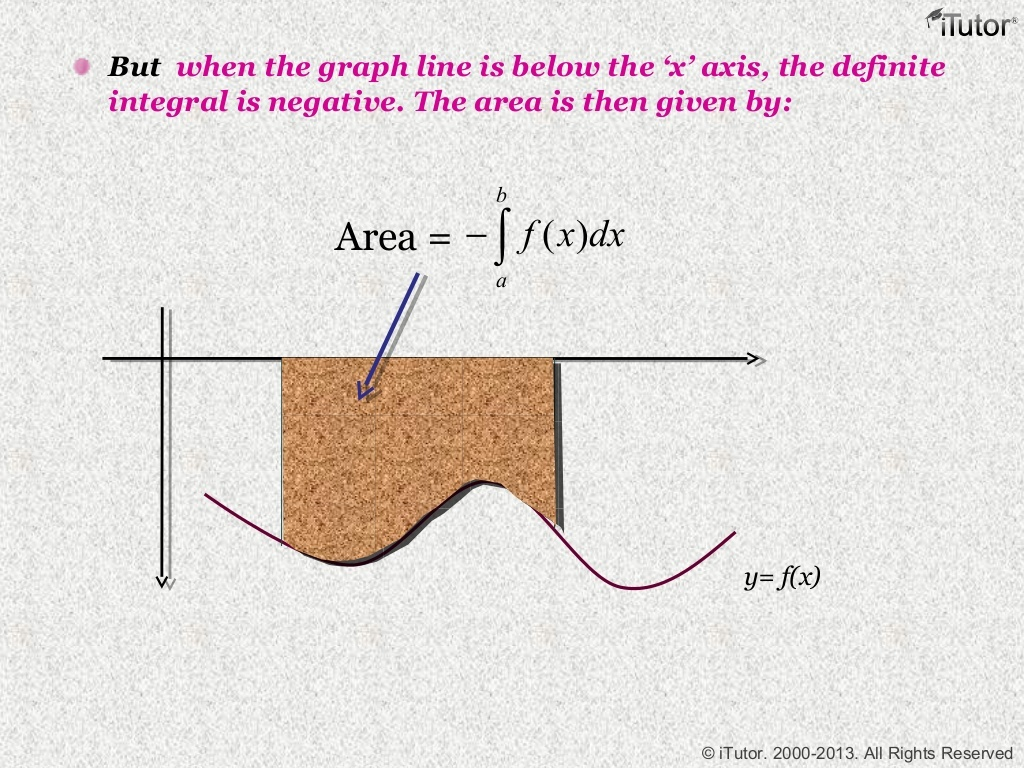 iTutor®
But when the graph line is below the ‘x’ axis, the definite
integral is negative. The area is then given by:
b
Area = −∫ f(x)dx
a
y= f(x)
© iTutor. 2000-2013. All Rights Reserved